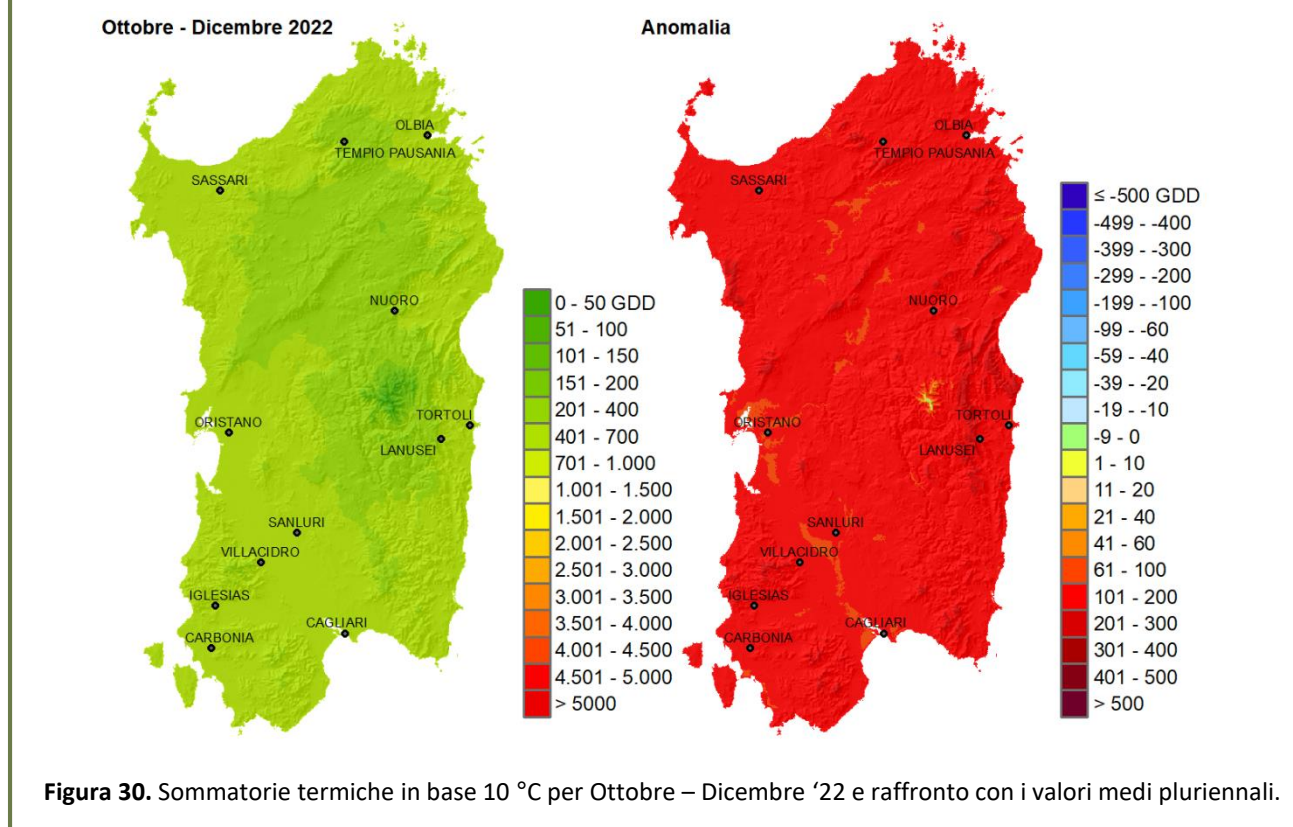 Ottobre - Dicembre 2022
OLBIA
TEMPIO PAUSANIA
SASSARI
NUORO
TORTOLI
ORISTANO
LANUSEI
SANLURI
VILLACIDRO
IGLESIAS
CAGLIARI
CARBONIA
0 - 50 GDD
51 - 100
101 - 150
151 - 200
201 - 400
401 - 700
701 - 1.000
1.001 - 1.500
1.501 - 2.000
2.001 - 2.500
2.501 - 3.000
3.001 - 3.500
3.501 - 4.000
4.001 - 4.500
4.501 - 5.000
> 5000
Anomalia
OLBIA
TEMPIO PAUSANIA
SASSARI
NUORO
TORTOLI
ORISTANO
LANUSEI
SANLURI
VILLACIDRO
IGLESIAS
CAGLIARI
CARBONIA
≤ -500 GDD
-499 - -400
-399 - -300
-299 - -200
-199 - -100
-99 - -60
-59 - -40
-39 - -20
-19 - -10
-9 - 0
1 - 10
11 - 20
21 - 40
41 - 60
61 - 100
101 - 200
201 - 300
301 - 400
401 - 500
> 500
Figura 30. Sommatorie termiche in base 10 °C per Ottobre – Dicembre ‘22 e raffronto con i valori medi pluriennali.